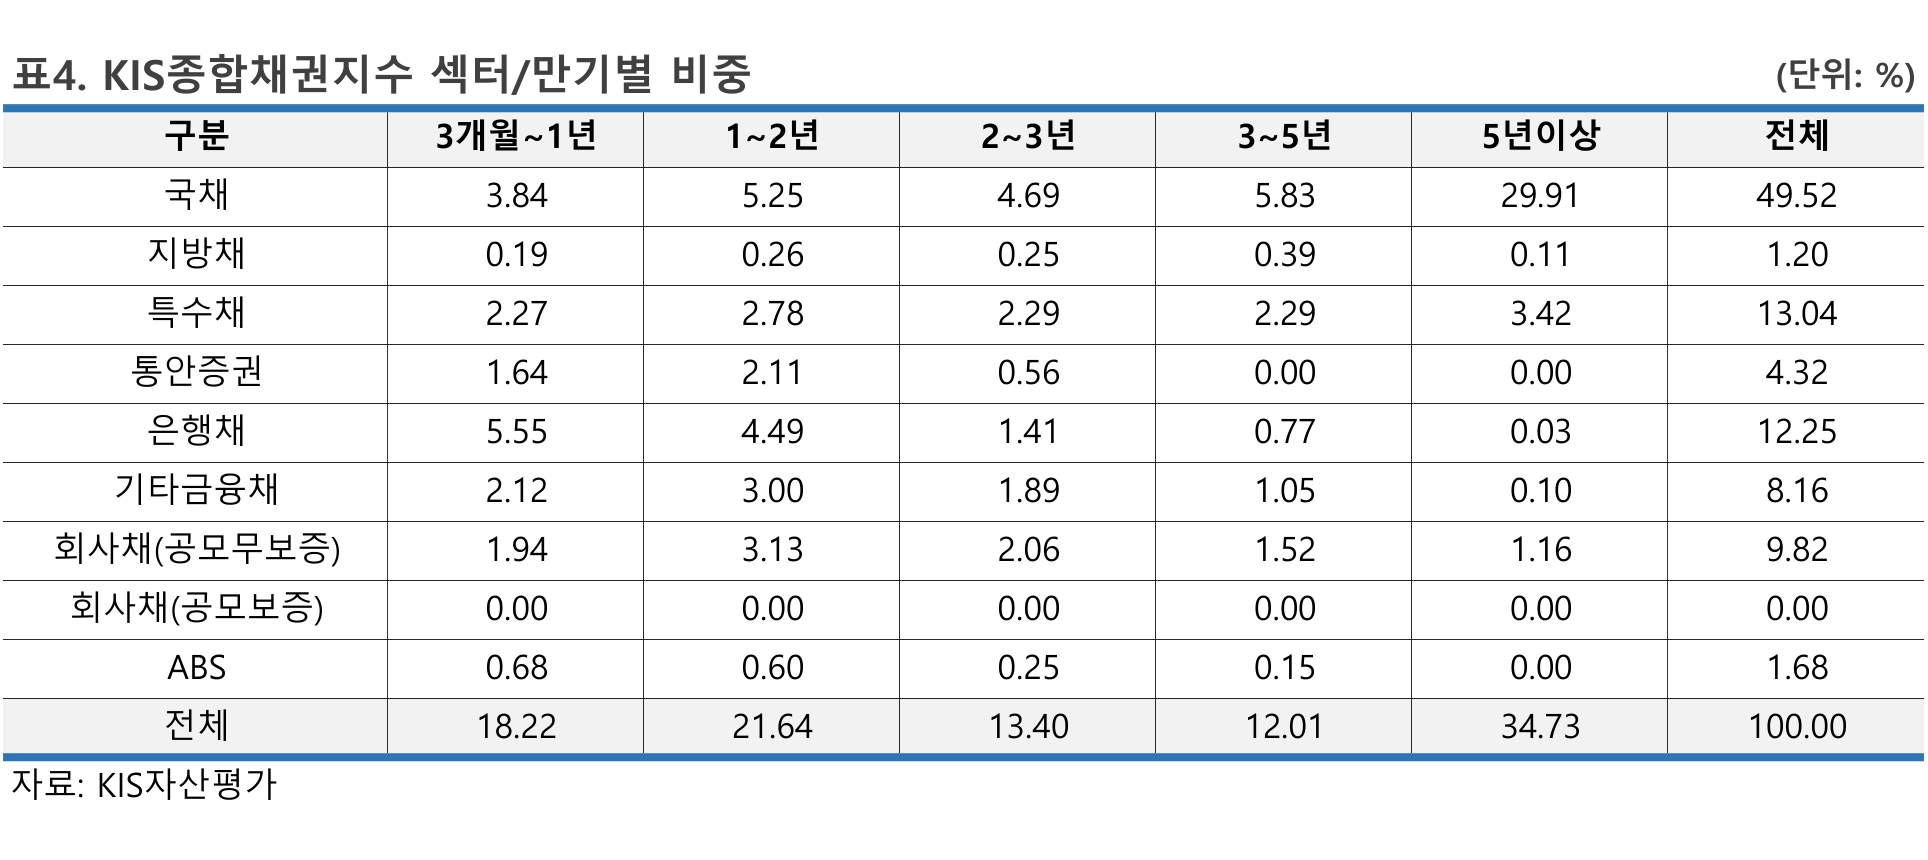 표4. KIS종합채권지수 섹터/만기별 비중 (단위: %)
구분 3개월~1년 1~2년 2~3년 3~5년 5년이상 전체
국채 3.84 5.25 4.69 5.83 29.91 49.52
지방채 0.19 0.26 0.25 0.39 0.11 1.20
특수채 2.27 2.78 2.29 2.29 3.42 13.04
통안증권 1.64 2.11 0.56 0.00 0.00 4.32
은행채 5.55 4.49 1.41 0.77 0.03 12.25
기타금융채 2.12 3.00 1.89 1.05 0.10 8.16
회사채(공모무보증) 1.94 3.13 2.06 1.52 1.16 9.82
회사채(공모보증) 0.00 0.00 0.00 0.00 0.00 0.00
ABS 0.68 0.60 0.25 0.15 0.00 1.68
전체 18.22 21.64 13.40 12.01 34.73 100.00
자료: KIS자산평가